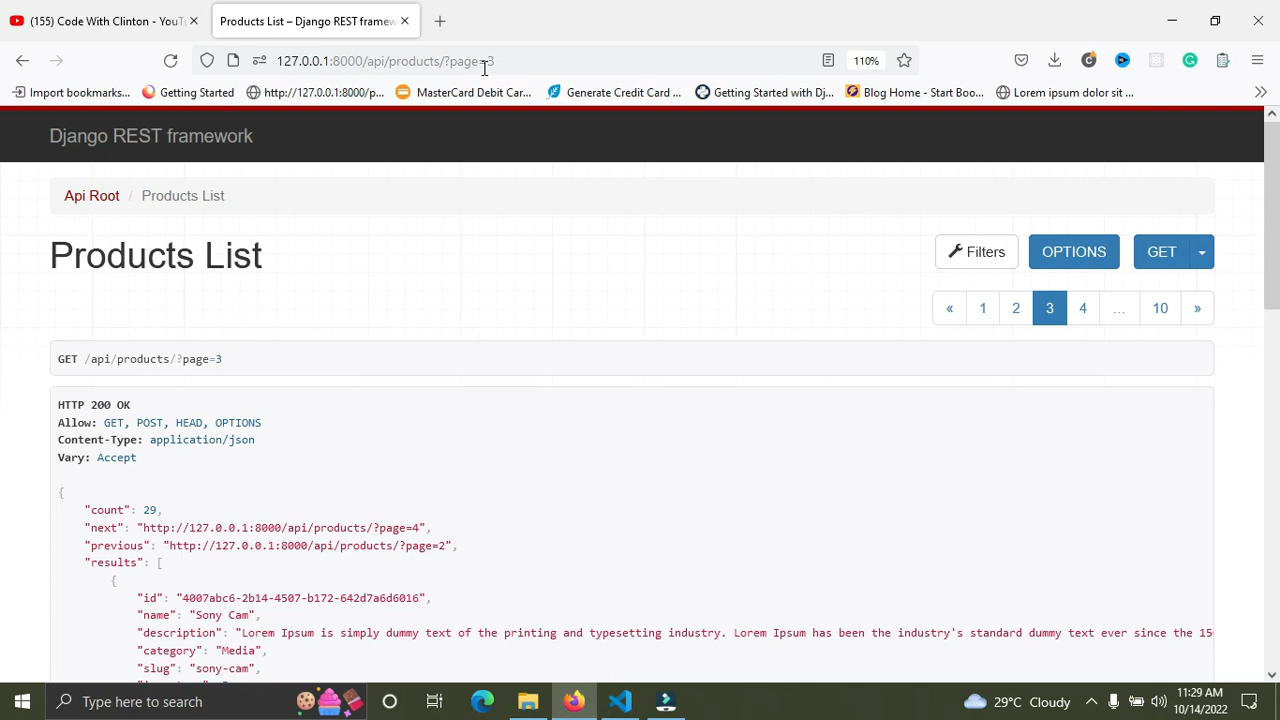 (155) Code With Clinton - YouTu
Products List – Django REST framew
127.0.0.1:8000/api/products/?page=3
110%
Import bookmarks...
Getting Started
http://127.0.0.1:8000/p...
MasterCard Debit Car...
Generate Credit Card ...
Getting Started with Dj...
Blog Home - Start Boo...
Lorem ipsum dolor sit ...
Django REST framework
Api Root / Products List
Products List
Filters
OPTIONS
GET
« 1 2 3 4 ... 10 »
GET /api/products/?page=3
HTTP 200 OK
Allow: GET, POST, HEAD, OPTIONS
Content-Type: application/json
Vary: Accept
{
"count": 29,
"next": "http://127.0.0.1:8000/api/products/?page=4",
"previous": "http://127.0.0.1:8000/api/products/?page=2",
"results": [
{
"id": "4007abc6-2b14-4507-b172-642d7a6d6016",
"name": "Sony Cam",
"description": "Lorem Ipsum is simply dummy text of the printing and typesetting industry. Lorem Ipsum has been the industry's standard dummy text ever since the 15
"category": "Media",
"slug": "sony-cam",
Type here to search
29°C Cloudy
11:29 AM
10/14/2022